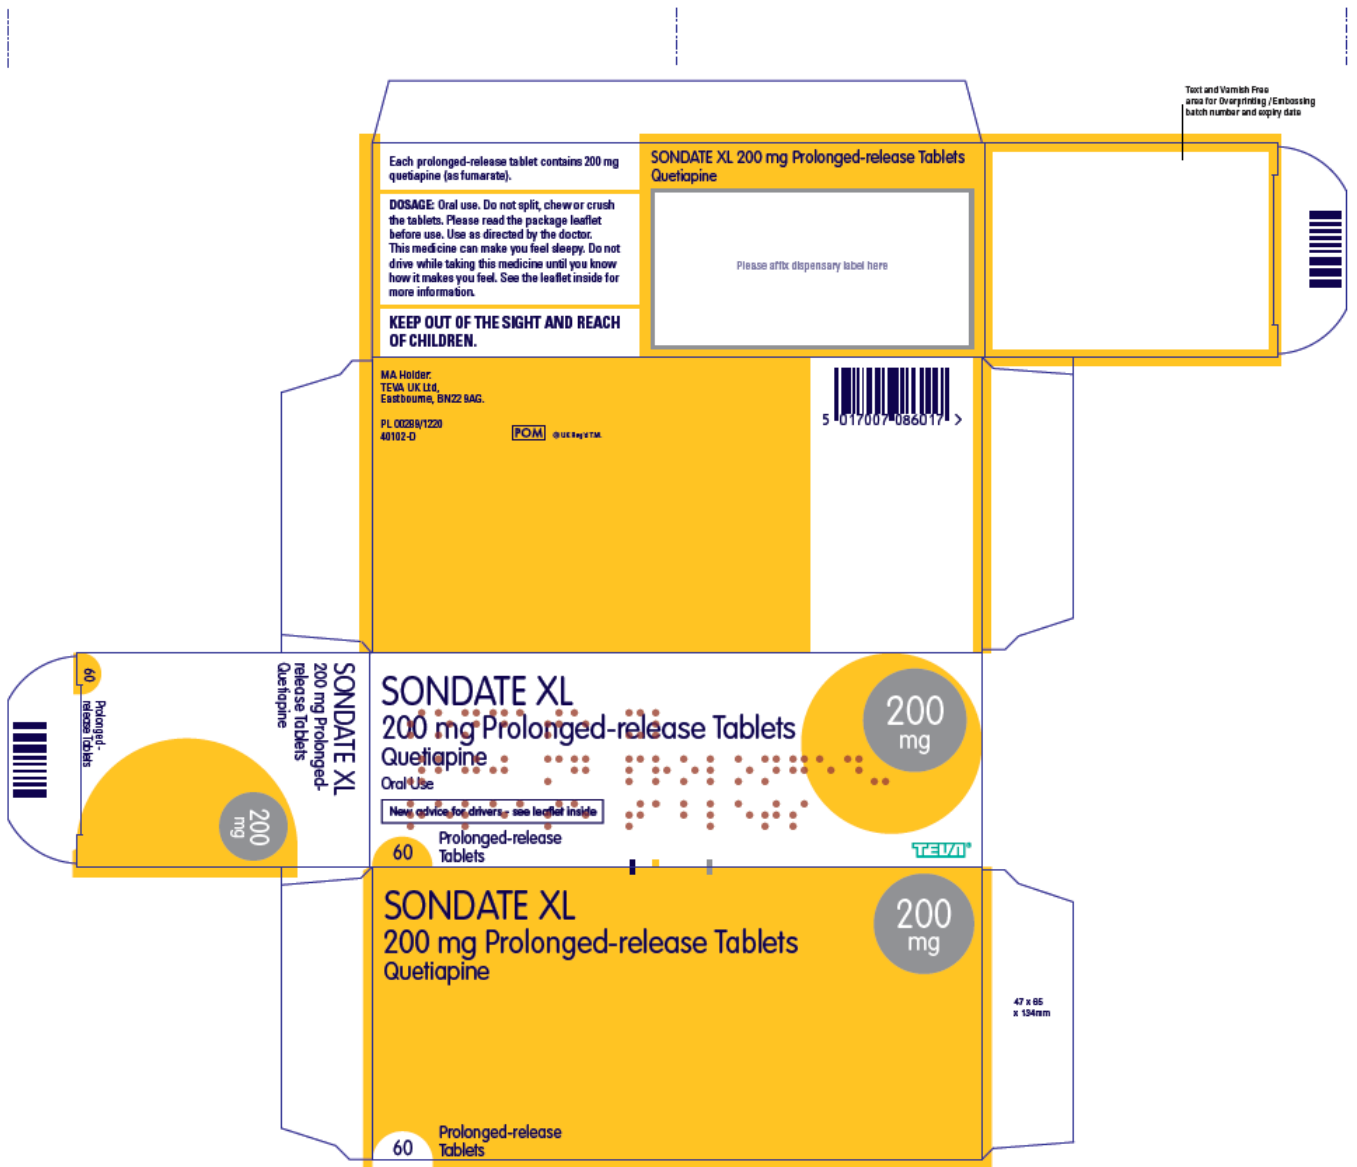 Text and Varnish Free
area for Overprinting / Embossing
batch number and expiry date
Each prolonged-release tablet contains 200 mg
quetiapine (as fumarate).
DOSAGE: Oral use. Do not split, chew or crush
the tablets. Please read the package leaflet
before use. Use as directed by the doctor.
This medicine can make you feel sleepy. Do not
drive while taking this medicine until you know
how it makes you feel. See the leaflet inside for
more information.
KEEP OUT OF THE SIGHT AND REACH
OF CHILDREN.
SONDATE XL 200 mg Prolonged-release Tablets
Quetiapine
Please affix dispensary label here
MA Holder:
TEVA UK Ltd,
Eastbourne, BN22 9AG.
PL 00289/1220
40102-D
POM
® UK Reg'd T.M.
5 017007 086017 >
SONDATE XL
200 mg Prolonged-
release Tablets
Quetiapine
200
mg
60
Prolonged-
release Tablets
SONDATE XL
200 mg Prolonged-release Tablets
Quetiapine
Oral Use
New advice for drivers - see leaflet inside
60
Prolonged-release
Tablets
200
mg
TEVA®
SONDATE XL
200 mg Prolonged-release Tablets
Quetiapine
200
mg
60
Prolonged-release
Tablets
47 x 65
x 134mm